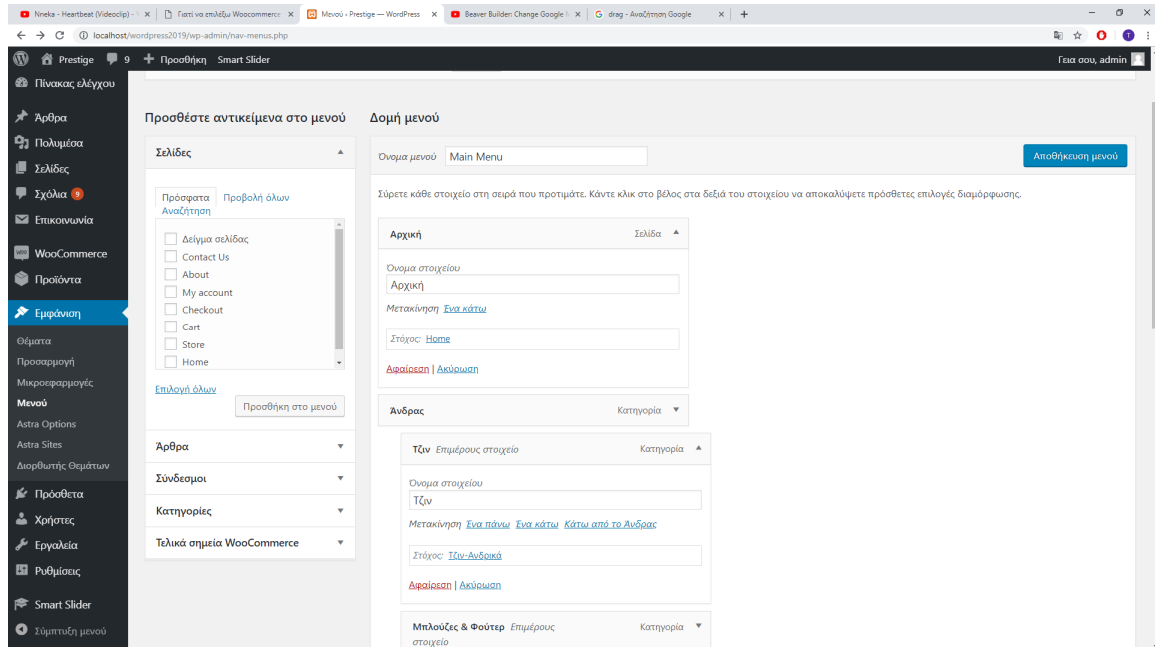 Nneka - Heartbeat (Videoclip) -
Γιατί να επιλέξω Woocommerce
Μενού ‹ Prestige — WordPress
Beaver Builder: Change Google
drag - Αναζήτηση Google
localhost/wordpress2019/wp-admin/nav-menus.php
Prestige 9 Προσθήκη Smart Slider
Γεια σου, admin
Πίνακας ελέγχου
Άρθρα
Πολυμέσα
Σελίδες
Σχόλια 9
Επικοινωνία
WooCommerce
Προϊόντα
Εμφάνιση
Θέματα
Προσαρμογή
Μικροεφαρμογές
Μενού
Astra Options
Astra Sites
Διορθωτής Θεμάτων
Πρόσθετα
Χρήστες
Εργαλεία
Ρυθμίσεις
Smart Slider
Σύμπτυξη μενού
Προσθέστε αντικείμενα στο μενού
Σελίδες
Πρόσφατα Προβολή όλων
Αναζήτηση
Δείγμα σελίδας
Contact Us
About
My account
Checkout
Cart
Store
Home
Επιλογή όλων
Προσθήκη στο μενού
Άρθρα
Σύνδεσμοι
Κατηγορίες
Τελικά σημεία WooCommerce
Δομή μενού
Όνομα μενού Main Menu
Αποθήκευση μενού
Σύρετε κάθε στοιχείο στη σειρά που προτιμάτε. Κάντε κλικ στο βέλος στα δεξιά του στοιχείου να αποκαλύψετε πρόσθετες επιλογές διαμόρφωσης.
Αρχική Σελίδα
Όνομα στοιχείου
Αρχική
Μετακίνηση Ένα κάτω
Στόχος: Home
Αφαίρεση | Ακύρωση
Άνδρας Κατηγορία
Τζιν Επιμέρους στοιχείο Κατηγορία
Όνομα στοιχείου
Τζιν
Μετακίνηση Ένα πάνω Ένα κάτω Κάτω από το Άνδρας
Στόχος: Τζιν-Ανδρικά
Αφαίρεση | Ακύρωση
Μπλούζες & Φούτερ Επιμέρους Κατηγορία
στοιχείο